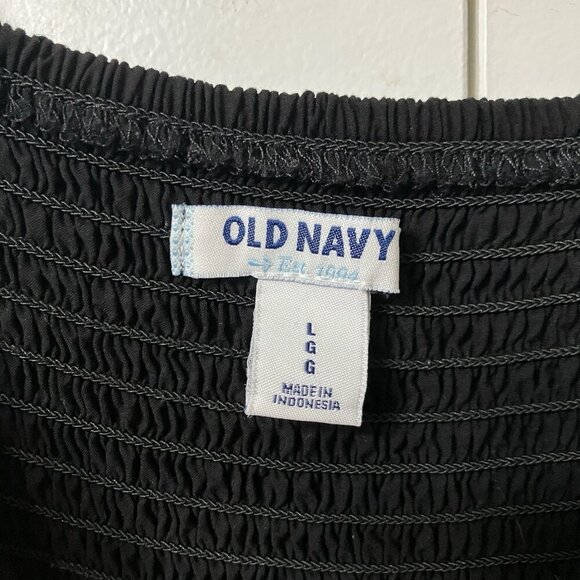 OLD NAVY
Est. 1994
L
G
G
MADE IN
INDONESIA